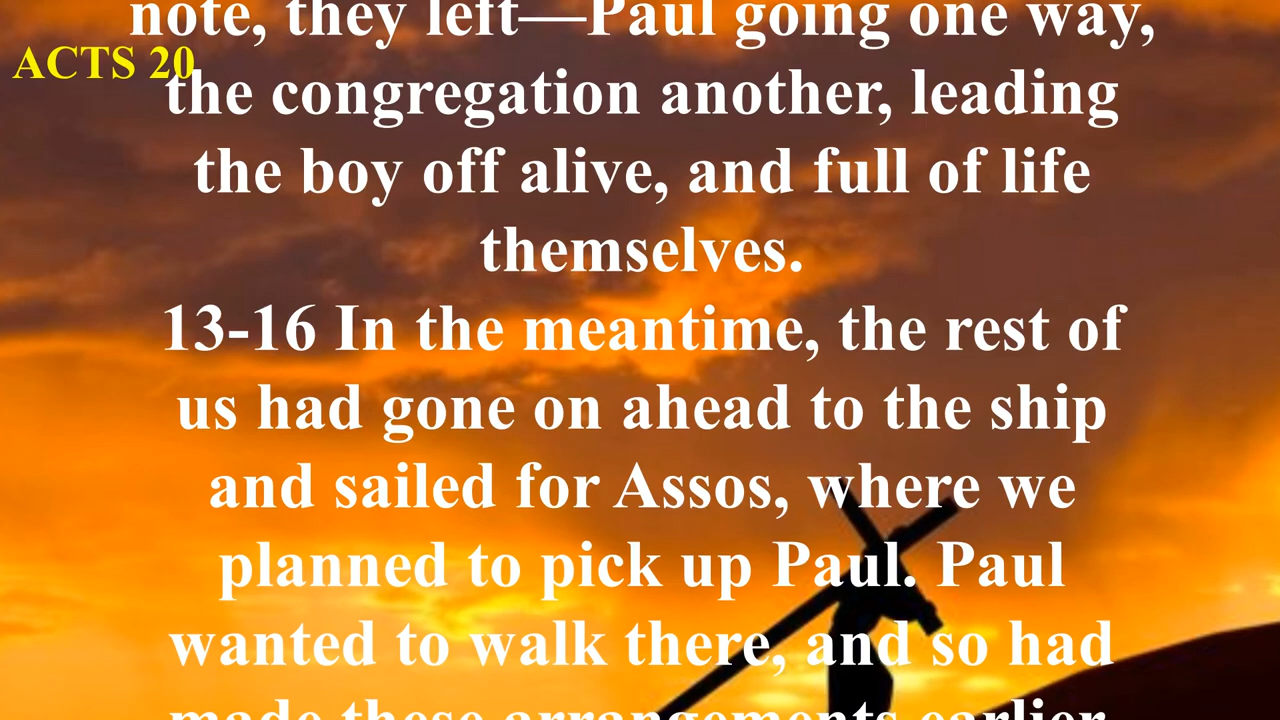 note, they left—Paul going one way,
ACTS 20
the congregation another, leading
the boy off alive, and full of life
themselves.
13-16 In the meantime, the rest of
us had gone on ahead to the ship
and sailed for Assos, where we
planned to pick up Paul. Paul
wanted to walk there, and so had
made these arrangements earlier.